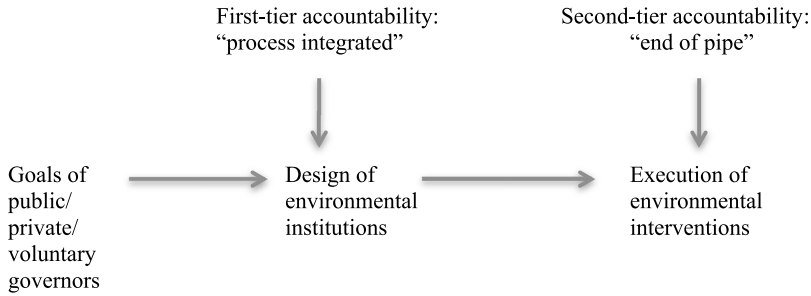 First-tier accountability:
“process integrated”
Second-tier accountability:
“end of pipe”
Goals of
public/
private/
voluntary
governors
Design of
environmental
institutions
Execution of
environmental
interventions